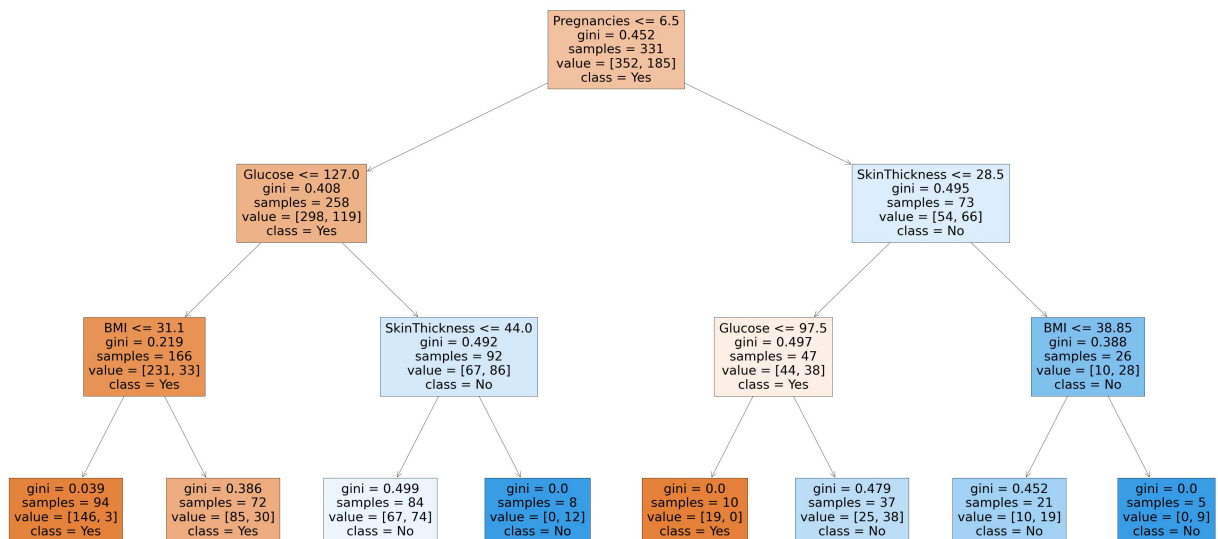 Pregnancies <= 6.5
gini = 0.452
samples = 331
value = [352, 185]
class = Yes
Glucose <= 127.0
gini = 0.408
samples = 258
value = [298, 119]
class = Yes
SkinThickness <= 28.5
gini = 0.495
samples = 73
value = [54, 66]
class = No
BMI <= 31.1
gini = 0.219
samples = 166
value = [231, 33]
class = Yes
SkinThickness <= 44.0
gini = 0.492
samples = 92
value = [67, 86]
class = No
Glucose <= 97.5
gini = 0.497
samples = 47
value = [44, 38]
class = Yes
BMI <= 38.85
gini = 0.388
samples = 26
value = [10, 28]
class = No
gini = 0.039
samples = 94
value = [146, 3]
class = Yes
gini = 0.386
samples = 72
value = [85, 30]
class = Yes
gini = 0.499
samples = 84
value = [67, 74]
class = No
gini = 0.0
samples = 8
value = [0, 12]
class = No
gini = 0.0
samples = 10
value = [19, 0]
class = Yes
gini = 0.479
samples = 37
value = [25, 38]
class = No
gini = 0.452
samples = 21
value = [10, 19]
class = No
gini = 0.0
samples = 5
value = [0, 9]
class = No